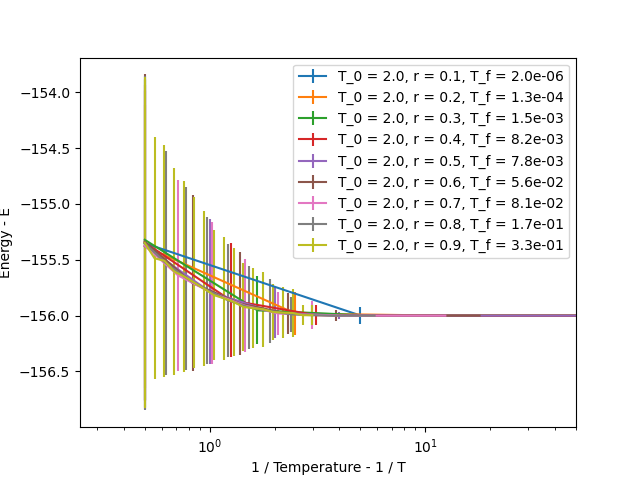 −154.0
−154.5
−155.0
−155.5
−156.0
−156.5
Energy - E
10⁰
10¹
1 / Temperature - 1 / T
T_0 = 2.0, r = 0.1, T_f = 2.0e-06
T_0 = 2.0, r = 0.2, T_f = 1.3e-04
T_0 = 2.0, r = 0.3, T_f = 1.5e-03
T_0 = 2.0, r = 0.4, T_f = 8.2e-03
T_0 = 2.0, r = 0.5, T_f = 7.8e-03
T_0 = 2.0, r = 0.6, T_f = 5.6e-02
T_0 = 2.0, r = 0.7, T_f = 8.1e-02
T_0 = 2.0, r = 0.8, T_f = 1.7e-01
T_0 = 2.0, r = 0.9, T_f = 3.3e-01